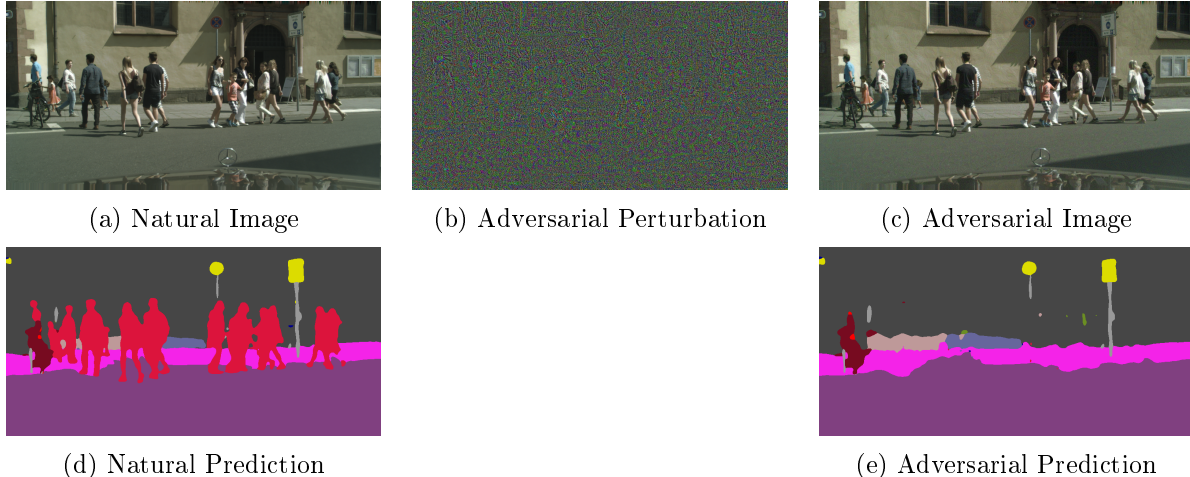 (a) Natural Image
(b) Adversarial Perturbation
(c) Adversarial Image
(d) Natural Prediction
(e) Adversarial Prediction